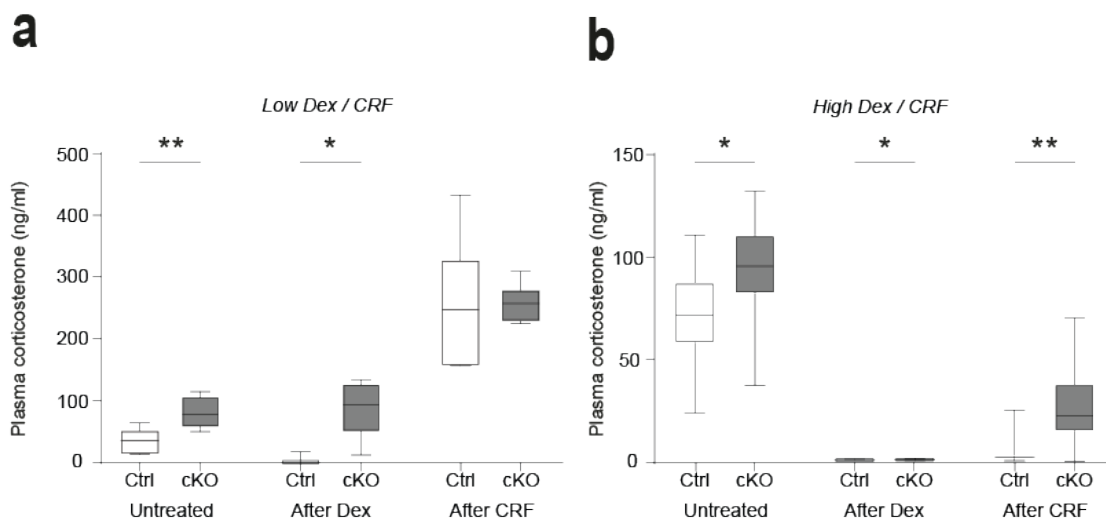 a
Low Dex / CRF
** *
500
400
300
200
100
0
Plasma corticosterone (ng/ml)
Ctrl cKO Ctrl cKO Ctrl cKO
Untreated After Dex After CRF
b
High Dex / CRF
* * **
150
100
50
0
Plasma corticosterone (ng/ml)
Ctrl cKO Ctrl cKO Ctrl cKO
Untreated After Dex After CRF